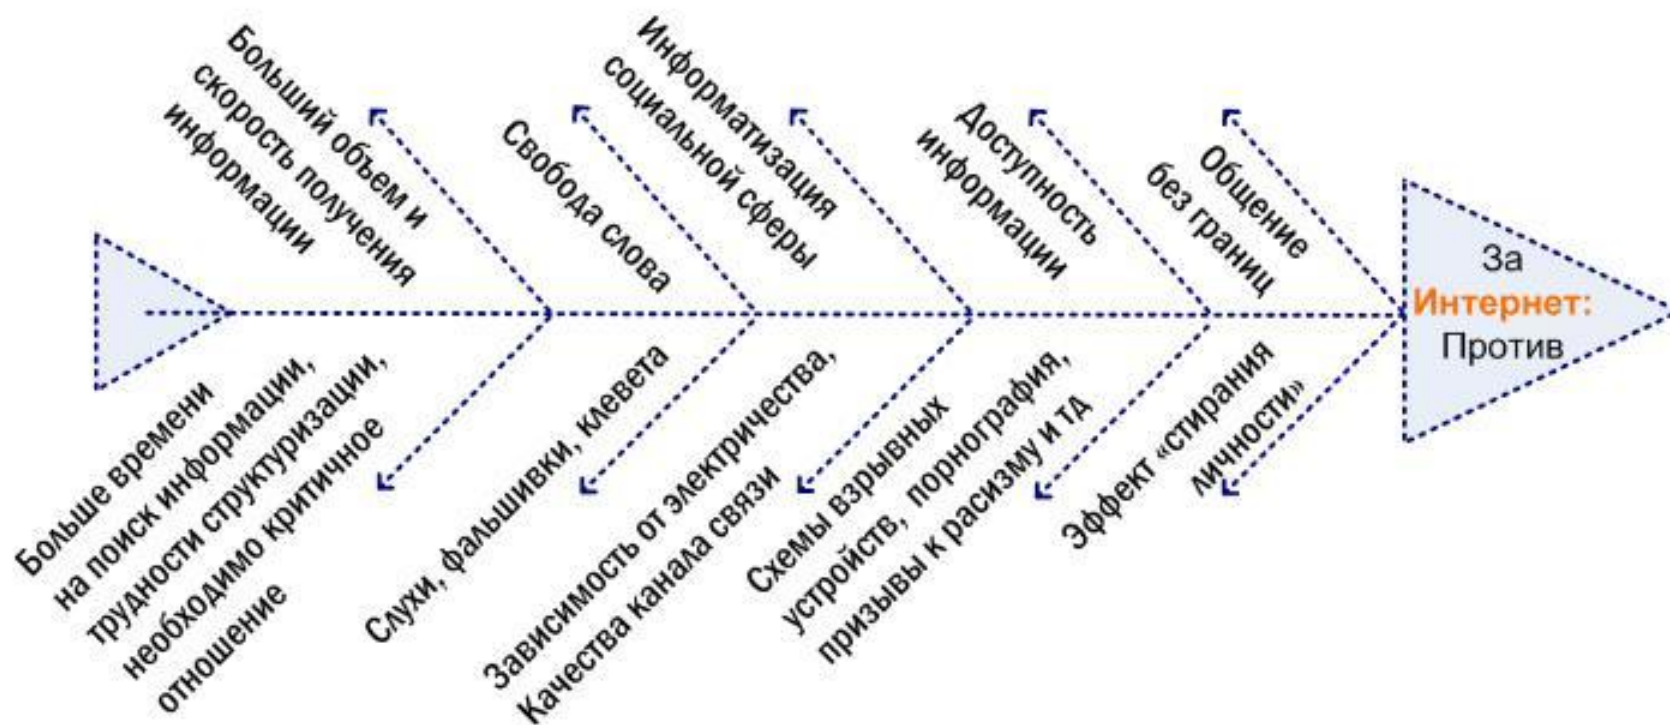 Больший объем и
скорость получения
информации
Свобода слова
Информатизация
социальной сферы
Доступность
информации
Общение
без границ
За
Интернет:
Против
Больше времени
на поиск информации,
трудности структуризации,
необходимо критичное
отношение
Слухи, фальшивки, клевета
Зависимость от электричества,
Качества канала связи
Схемы взрывных
устройств, порнография,
призывы к расизму и тд
Эффект «стирания
личности»